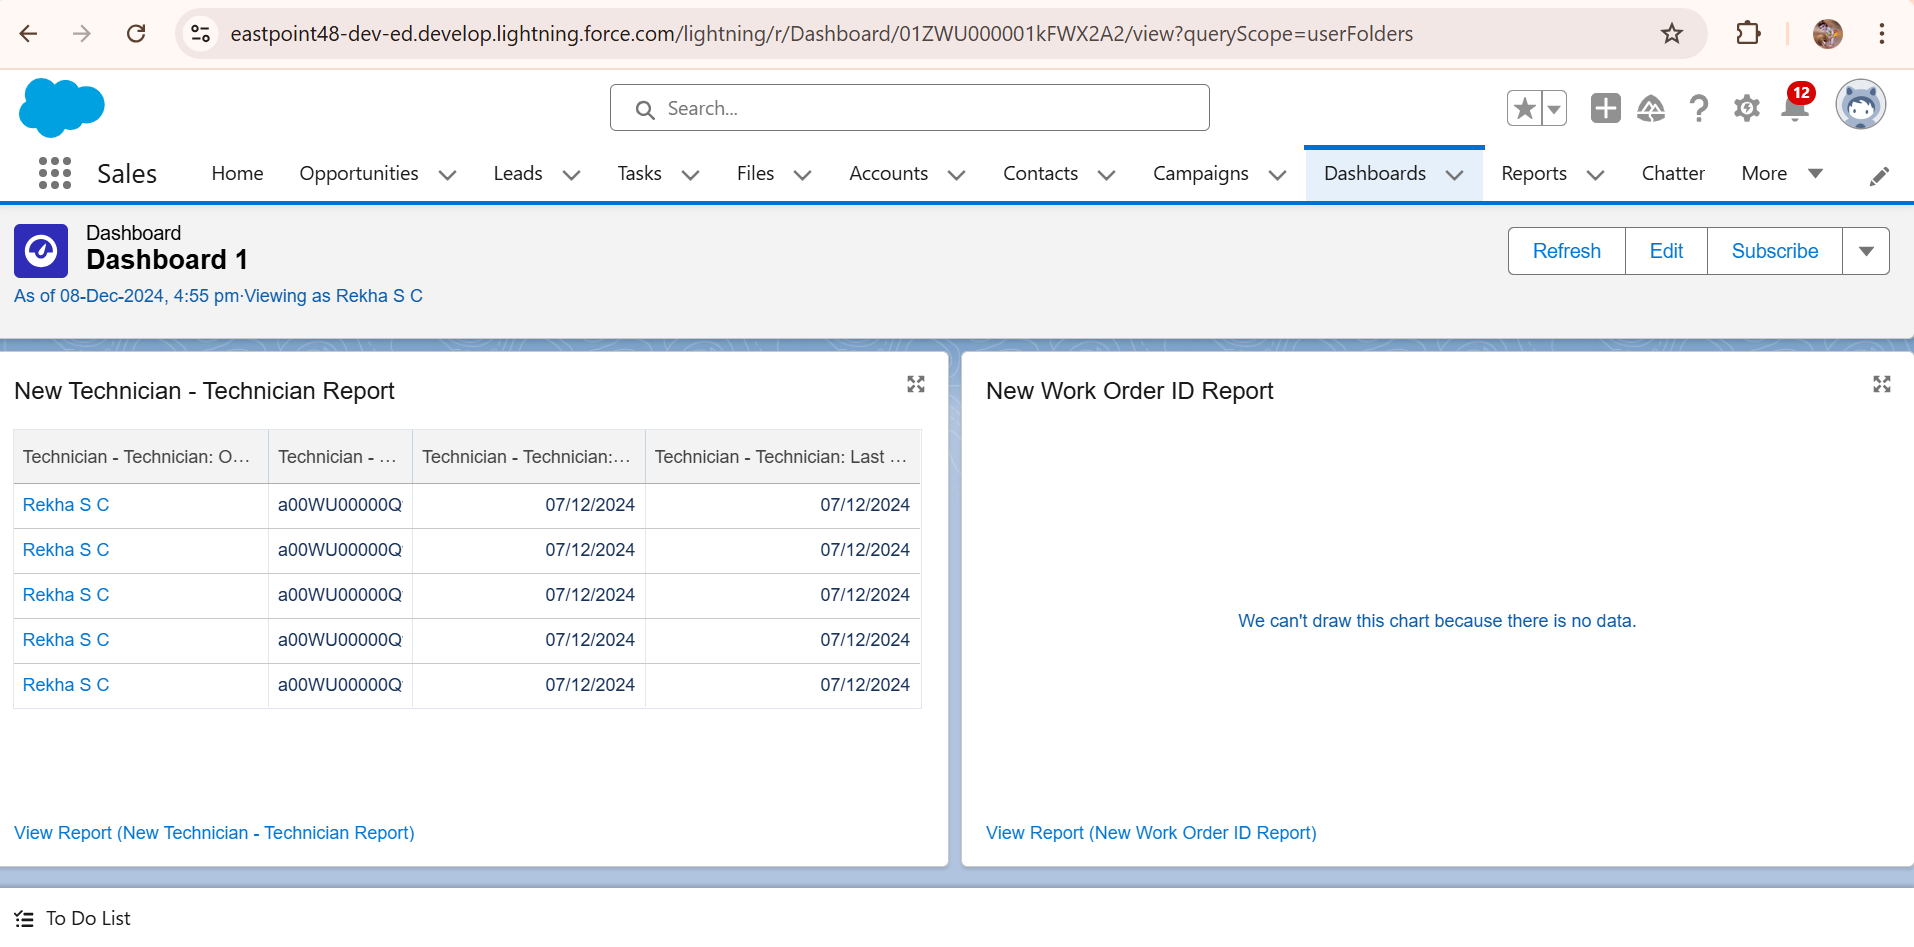 eastpoint48-dev-ed.develop.lightning.force.com/lightning/r/Dashboard/01ZWU000001kFWX2A2/view?queryScope=userFolders
Search...
12
Sales Home Opportunities Leads Tasks Files Accounts Contacts Campaigns Dashboards Reports Chatter More
Dashboard
Dashboard 1
As of 08-Dec-2024, 4:55 pm·Viewing as Rekha S C
Refresh Edit Subscribe
New Technician - Technician Report
Technician - Technician: O... Technician - ... Technician - Technician:... Technician - Technician: Last ...
Rekha S C a00WU00000Q 07/12/2024 07/12/2024
Rekha S C a00WU00000Q 07/12/2024 07/12/2024
Rekha S C a00WU00000Q 07/12/2024 07/12/2024
Rekha S C a00WU00000Q 07/12/2024 07/12/2024
Rekha S C a00WU00000Q 07/12/2024 07/12/2024
View Report (New Technician - Technician Report)
New Work Order ID Report
We can't draw this chart because there is no data.
View Report (New Work Order ID Report)
To Do List